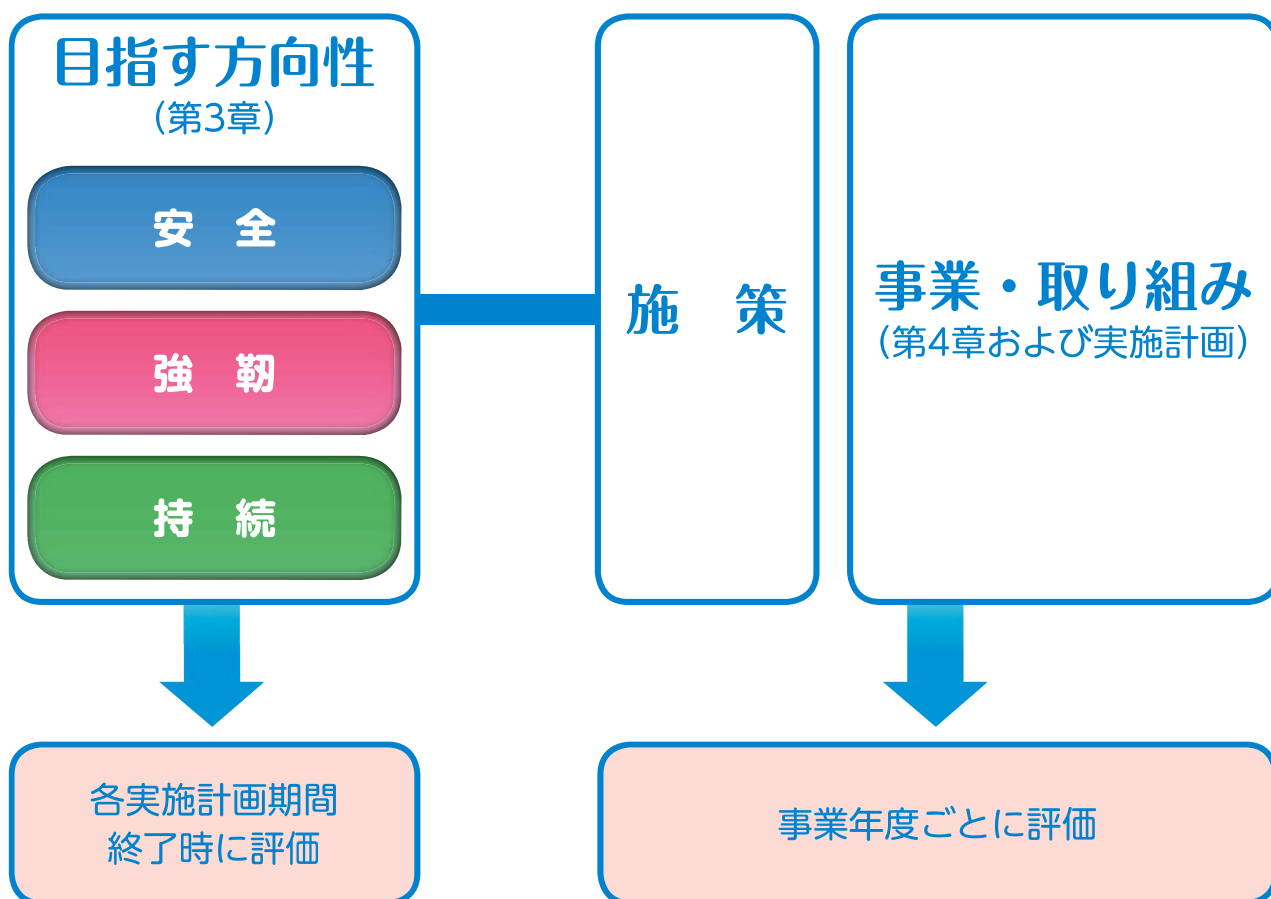 目指す方向性
(第3章)
安　全
強　靭
持　続
施　策
事業・取り組み
(第4章および実施計画)
各実施計画期間
終了時に評価
事業年度ごとに評価